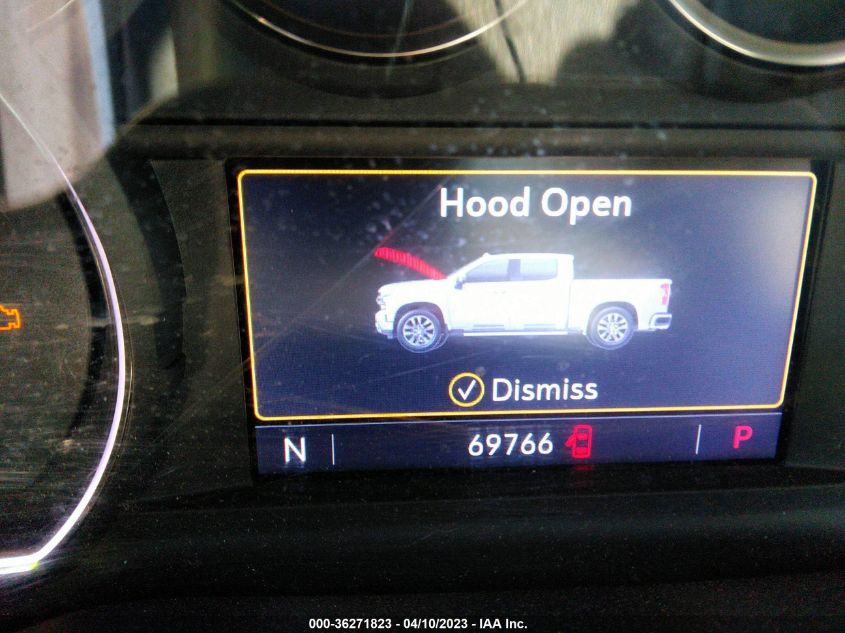 Hood Open
Dismiss
N 69766 P
000-36271823 - 04/10/2023 - IAA Inc.